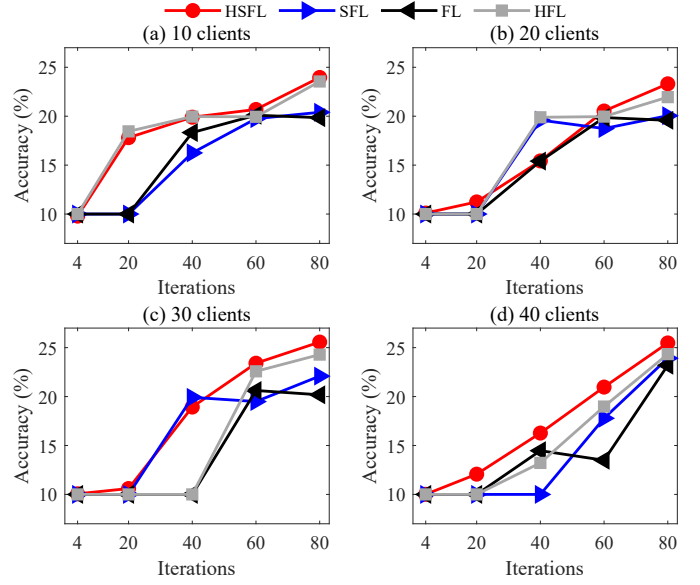 HSFL SFL FL HFL
(a) 10 clients
25
20
15
10
Accuracy (%)
4 20 40 60 80
Iterations
(b) 20 clients
25
20
15
10
Accuracy (%)
4 20 40 60 80
Iterations
(c) 30 clients
25
20
15
10
Accuracy (%)
4 20 40 60 80
Iterations
(d) 40 clients
25
20
15
10
Accuracy (%)
4 20 40 60 80
Iterations